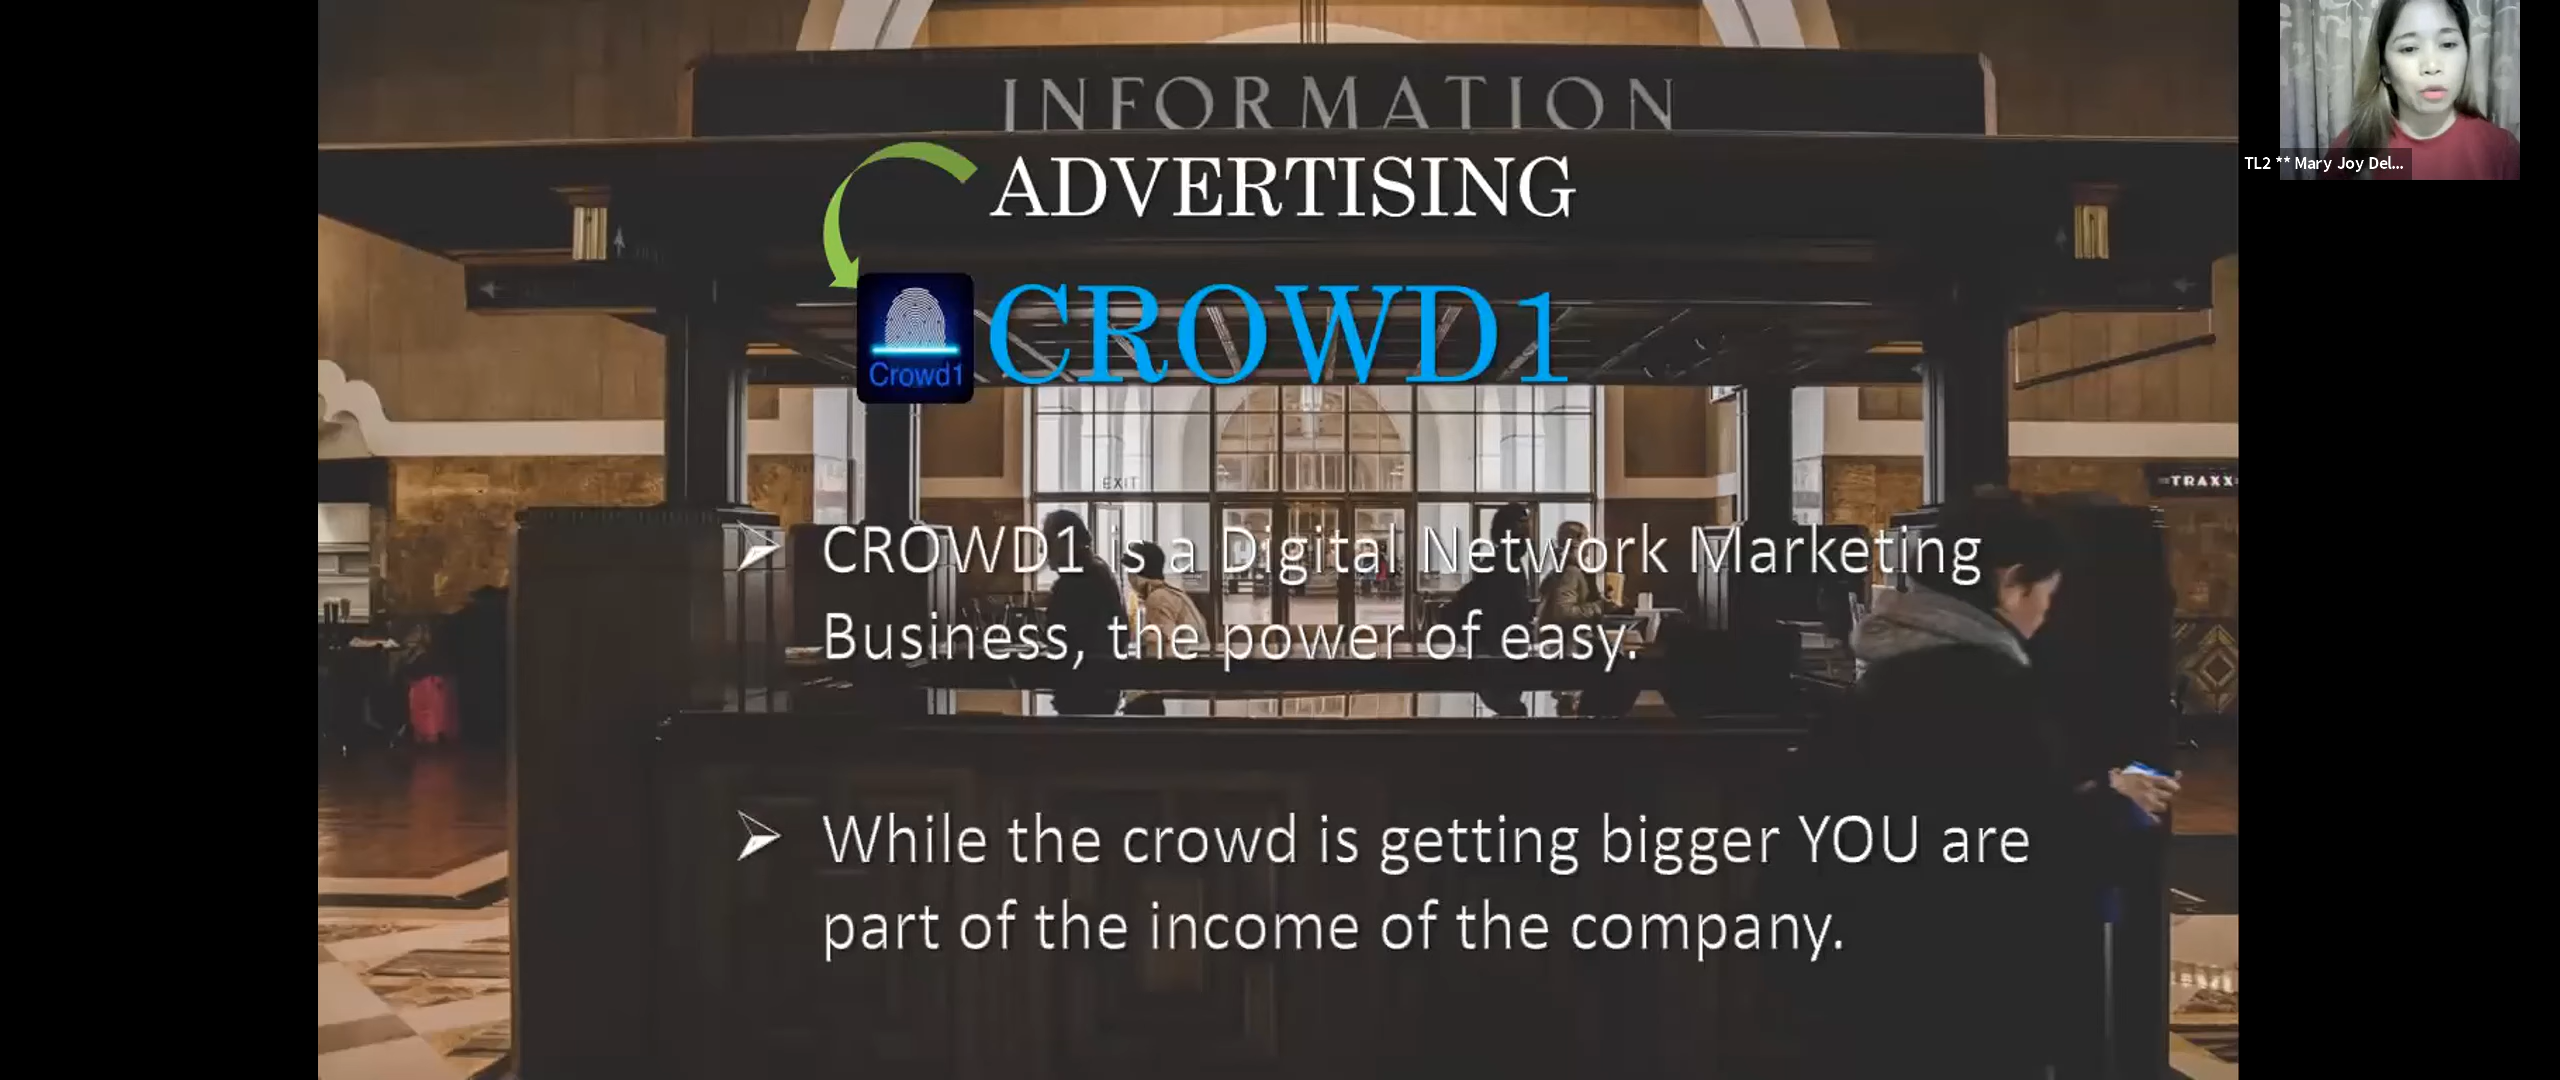 INFORMATION
ADVERTISING
Crowd1
CROWD1
EXIT
TRAXX
CROWD1 is a Digital Network Marketing
Business, the power of easy.
While the crowd is getting bigger YOU are
part of the income of the company.
TL2 ** Mary Joy Del...